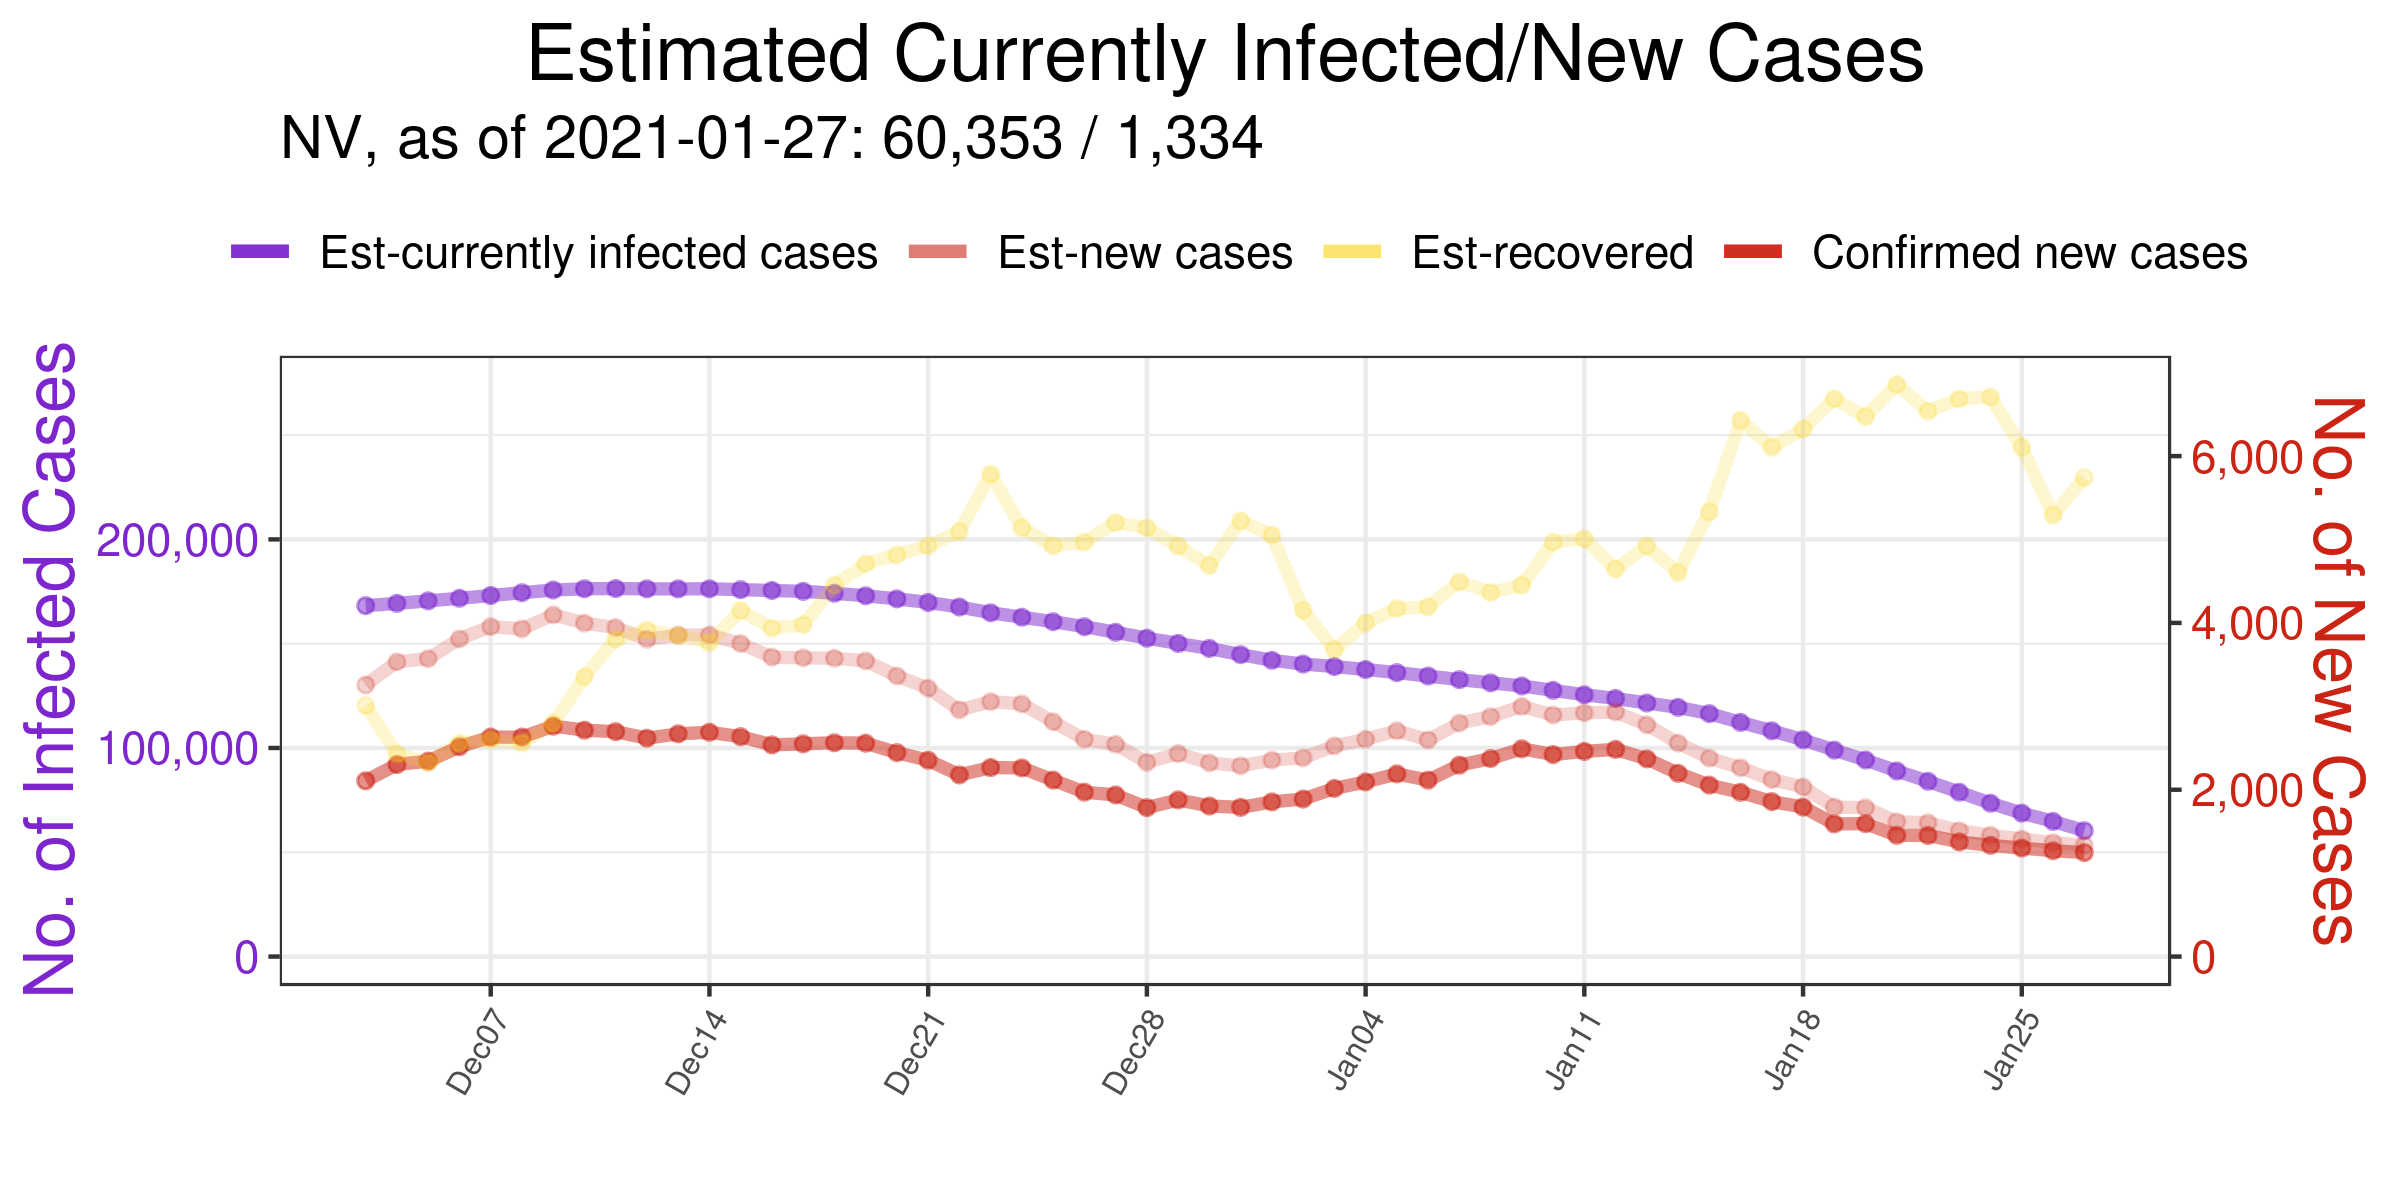 Estimated Currently Infected/New Cases
NV, as of 2021-01-27: 60,353 / 1,334
Est-currently infected cases Est-new cases Est-recovered Confirmed new cases
No. of Infected Cases
200,000
100,000
0
6,000
4,000
2,000
0
No. of New Cases
Dec07 Dec14 Dec21 Dec28 Jan04 Jan11 Jan18 Jan25